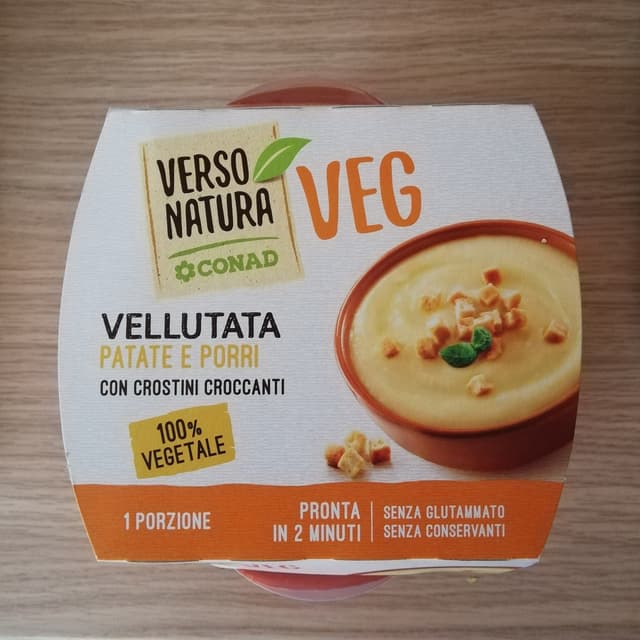 VERSO
NATURA
CONAD
VEG
VELLUTATA
PATATE E PORRI
CON CROSTINI CROCCANTI
100%
VEGETALE
1 PORZIONE
PRONTA
IN 2 MINUTI
SENZA GLUTAMMATO
SENZA CONSERVANTI
VEG